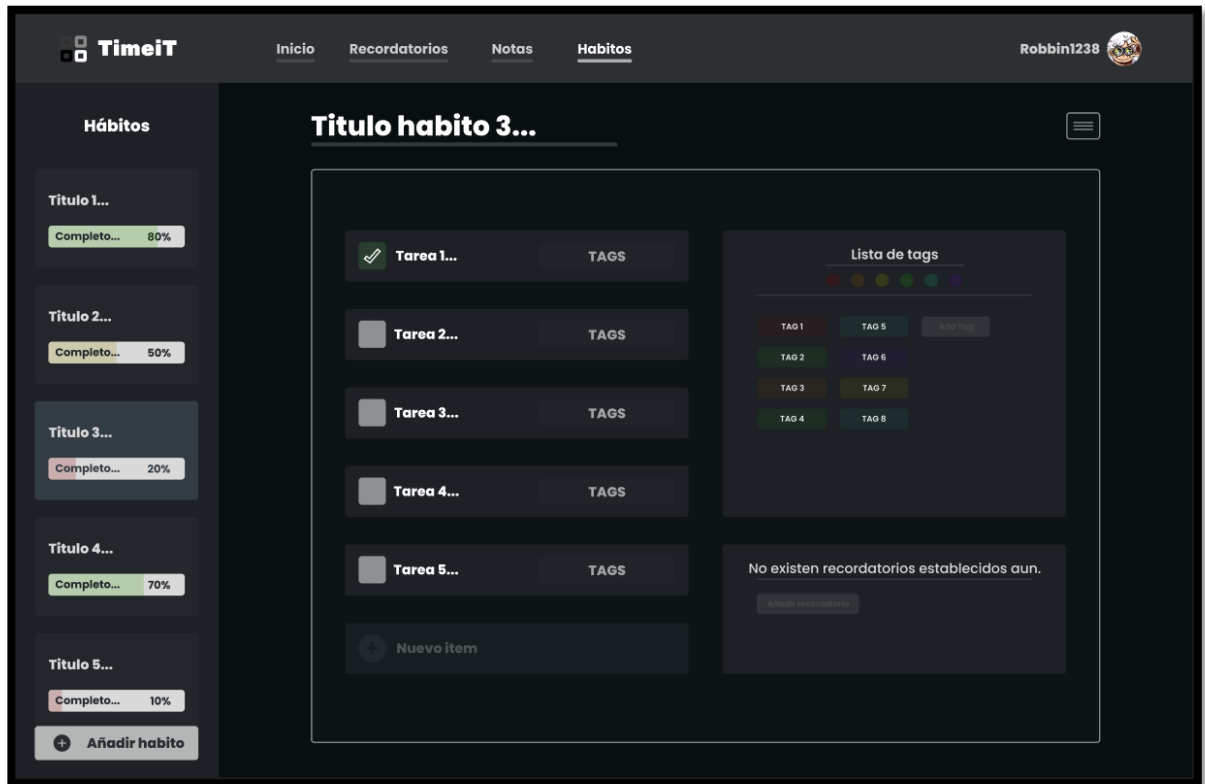 TimeiT
Inicio
Recordatorios
Notas
Habitos
Robbin1238
Hábitos
Titulo 1...
Completo... 80%
Titulo 2...
Completo... 50%
Titulo 3...
Completo... 20%
Titulo 4...
Completo... 70%
Titulo 5...
Completo... 10%
Añadir habito
Titulo habito 3...
Tarea 1... TAGS
Tarea 2... TAGS
Tarea 3... TAGS
Tarea 4... TAGS
Tarea 5... TAGS
Nuevo item
Lista de tags
TAG 1 TAG 5 Add Tag
TAG 2 TAG 6
TAG 3 TAG 7
TAG 4 TAG 8
No existen recordatorios establecidos aun.
Añadir recordatorio